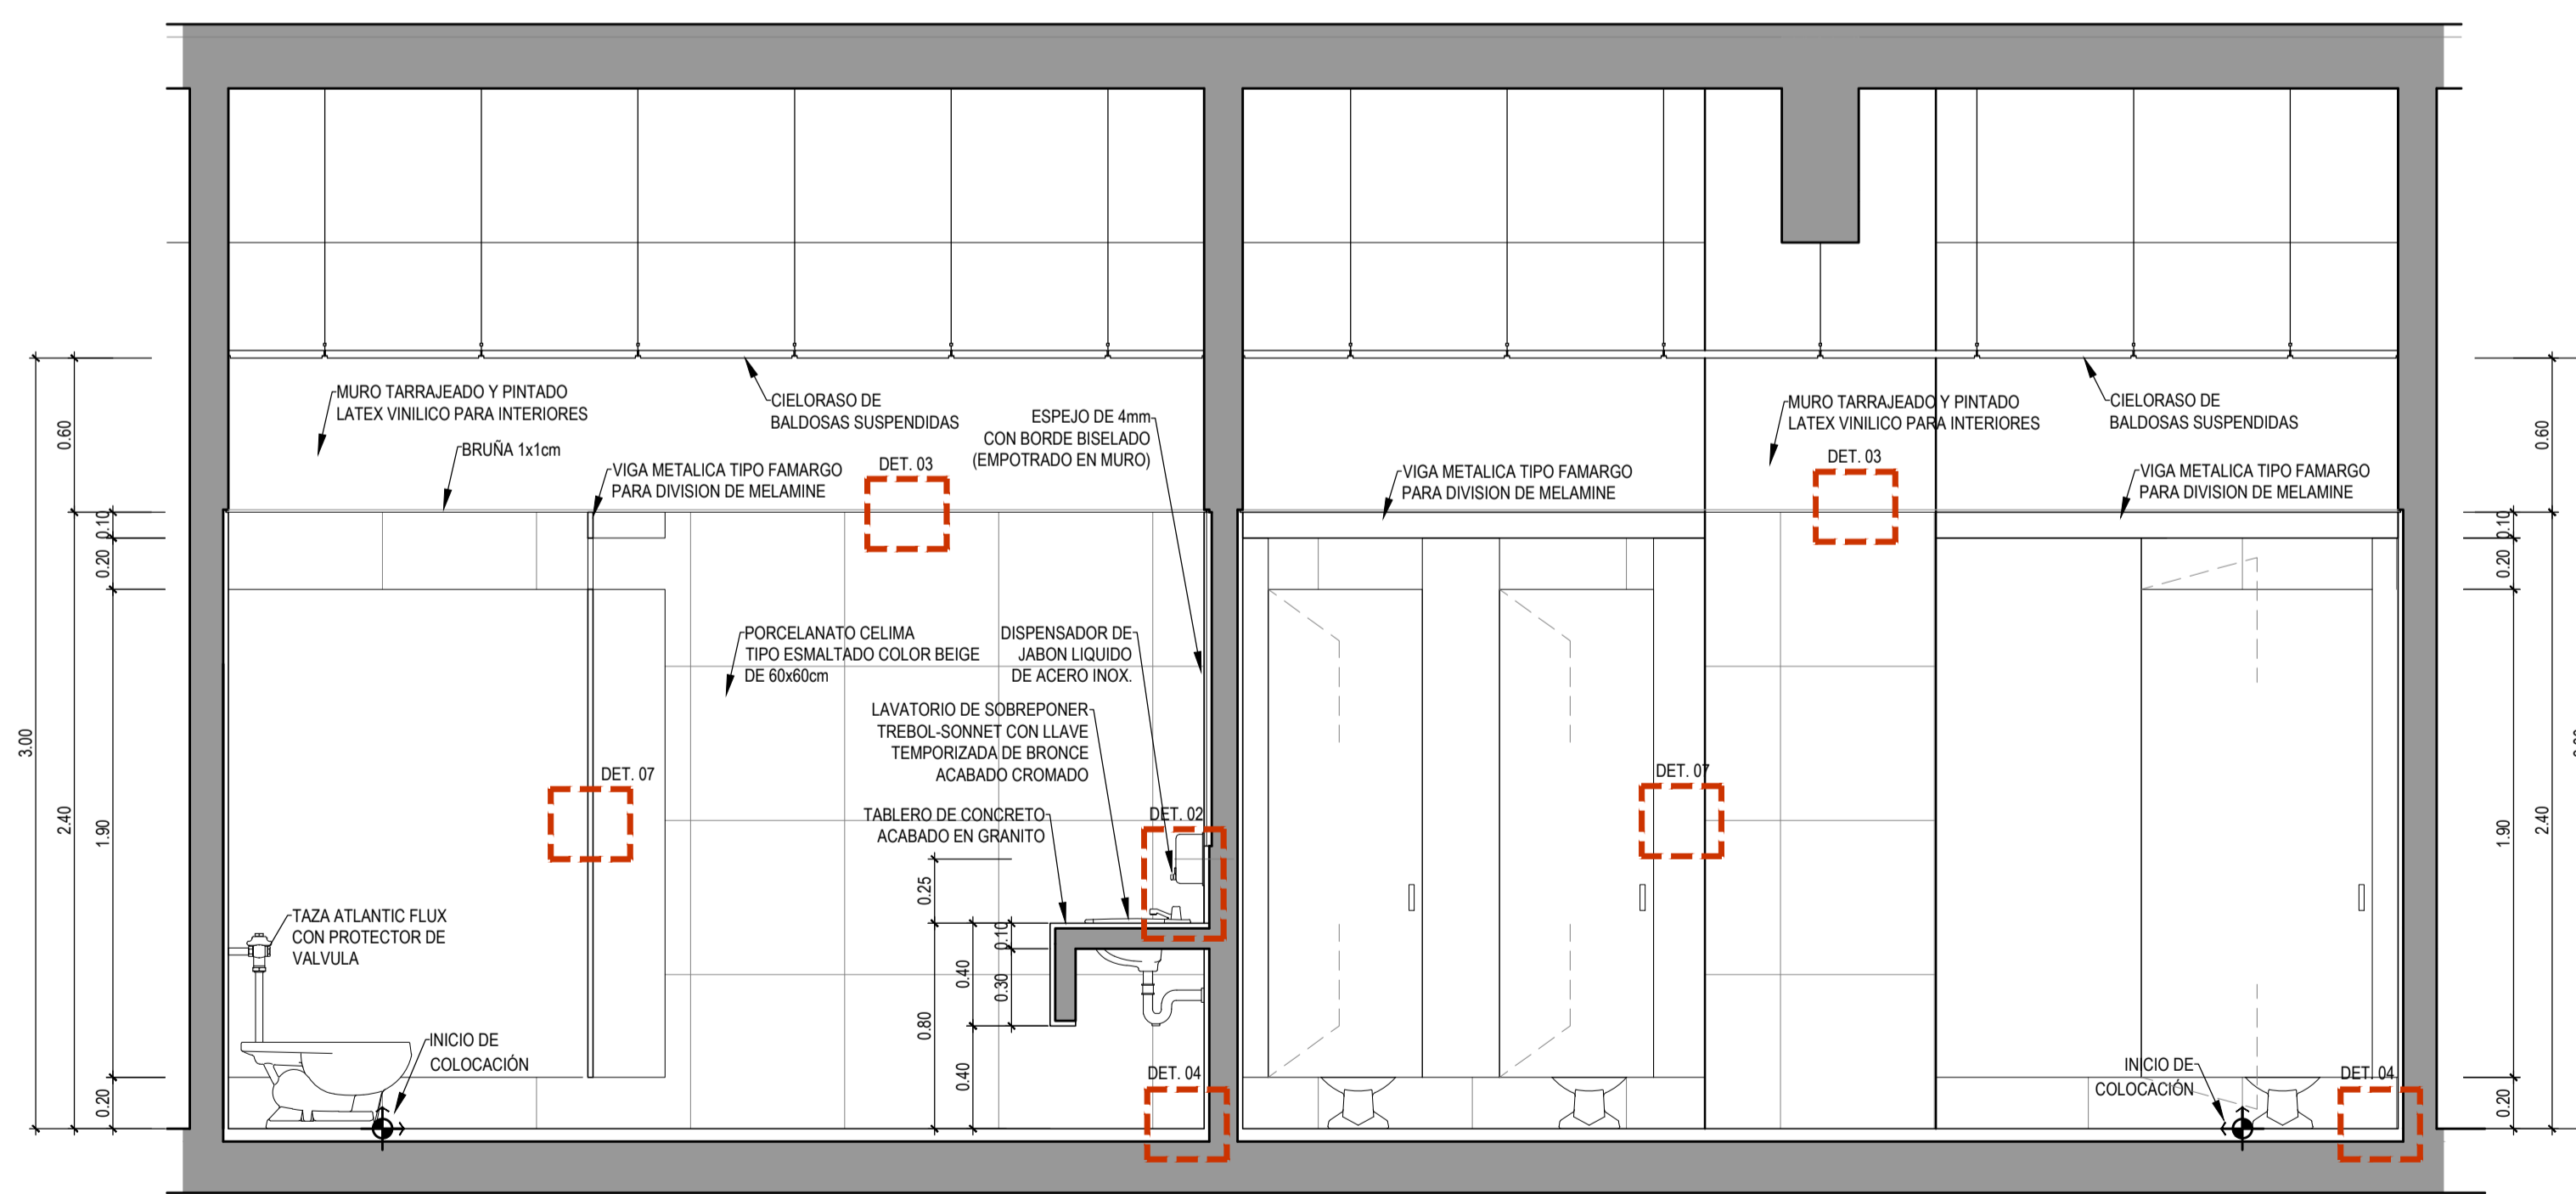 MURO TARRAJEADO Y PINTADO
LATEX VINILICO PARA INTERIORES
BRUÑA 1x1cm
CIELORASO DE
BALDOSAS SUSPENDIDAS
ESPEJO DE 4mm
CON BORDE BISELADO
(EMPOTRADO EN MURO)
VIGA METALICA TIPO FAMARGO
PARA DIVISION DE MELAMINE
DET. 03
MURO TARRAJEADO Y PINTADO
LATEX VINILICO PARA INTERIORES
CIELORASO DE
BALDOSAS SUSPENDIDAS
DET. 03
VIGA METALICA TIPO FAMARGO
PARA DIVISION DE MELAMINE
VIGA METALICA TIPO FAMARGO
PARA DIVISION DE MELAMINE
PORCELANATO CELIMA
TIPO ESMALTADO COLOR BEIGE
DE 60x60cm
DISPENSADOR DE
JABON LIQUIDO
DE ACERO INOX.
LAVATORIO DE SOBREPONER
TREBOL-SONNET CON LLAVE
TEMPORIZADA DE BRONCE
ACABADO CROMADO
DET. 07
DET. 07
TABLERO DE CONCRETO
ACABADO EN GRANITO
DET. 02
TAZA ATLANTIC FLUX
CON PROTECTOR DE
VALVULA
INICIO DE
COLOCACIÓN
DET. 04
INICIO DE
COLOCACIÓN
DET. 04
3.00
0.60
2.40
0.10
0.20
1.90
0.20
0.25
0.80
0.40
0.40
0.10
0.30
0.60
0.10
0.20
1.90
2.40
0.20